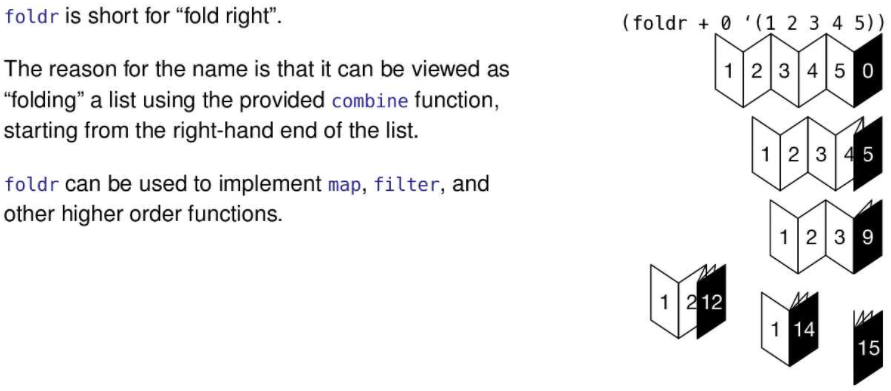 foldr is short for “fold right”.
The reason for the name is that it can be viewed as
“folding” a list using the provided combine function,
starting from the right-hand end of the list.
foldr can be used to implement map, filter, and
other higher order functions.
(foldr + 0 ‘(1 2 3 4 5))
1 2 3 4 5 0
1 2 3 4 5
1 2 3 9
1 2 12
1 14
15